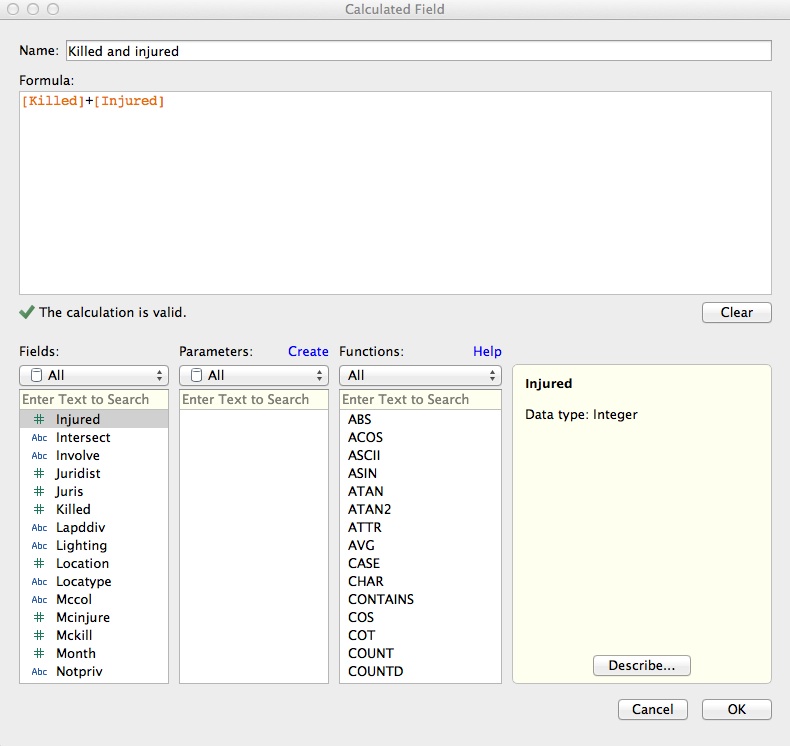 Calculated Field
Name: Killed and injured
Formula:
[Killed]+[Injured]
The calculation is valid.
Clear
Fields:
All
Enter Text to Search
# Injured
Abc Intersect
Abc Involve
# Juridist
# Juris
# Killed
Abc Lapddiv
Abc Lighting
# Location
Abc Locatype
Abc Mccol
# Mcinjure
# Mckill
# Month
Abc Notpriv
Parameters: Create
All
Enter Text to Search
Functions: Help
All
Enter Text to Search
ABS
ACOS
ASCII
ASIN
ATAN
ATAN2
ATTR
AVG
CASE
CHAR
CONTAINS
COS
COT
COUNT
COUNTD
Injured
Data type: Integer
Describe...
Cancel
OK